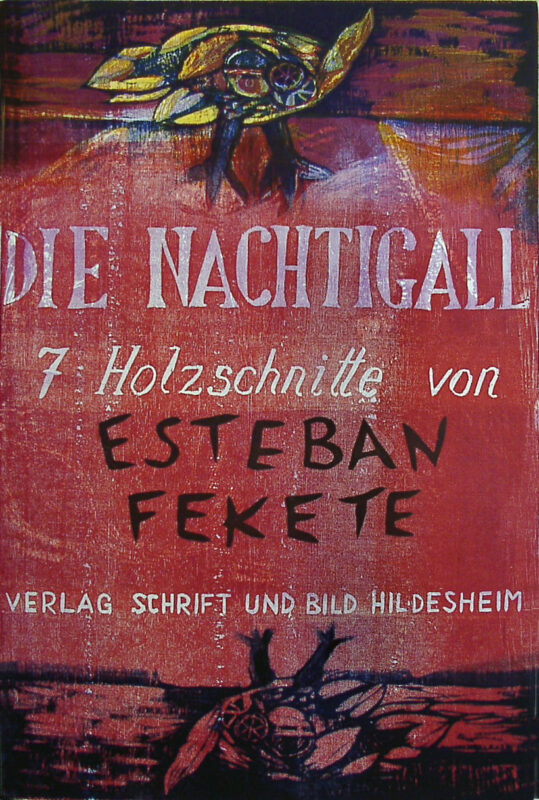 DIE NACHTIGALL
7 Holzschnitte von
ESTEBAN
FEKETE
VERLAG SCHRIFT UND BILD HILDESHEIM